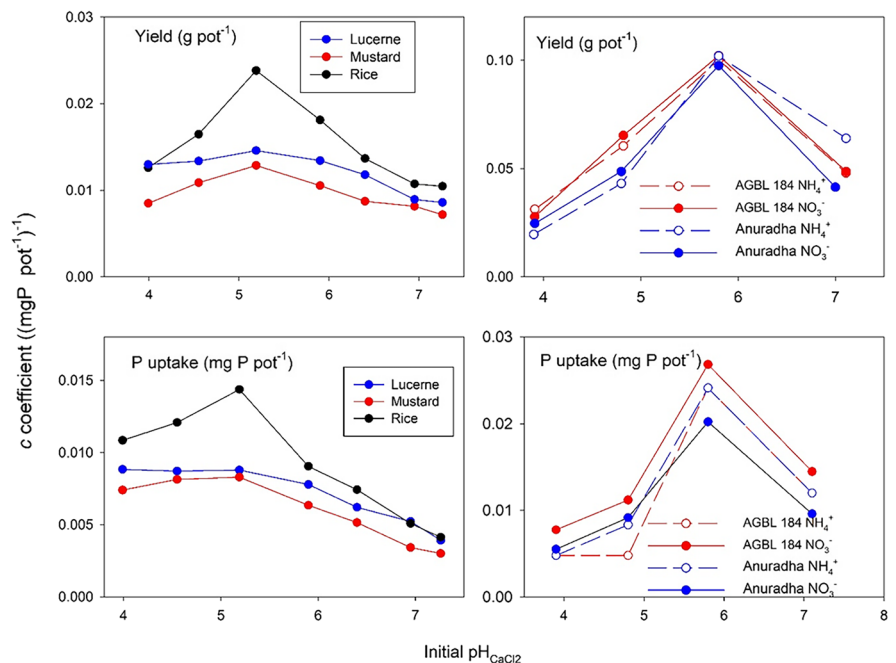 Yield (g pot⁻¹)
Lucerne
Mustard
Rice
0.03
0.02
0.01
0.00
4
5
6
7
Yield (g pot⁻¹)
0.10
0.05
0.00
AGBL 184 NH₄⁺
AGBL 184 NO₃⁻
Anuradha NH₄⁺
Anuradha NO₃⁻
4
5
6
7
c coefficient ((mgP pot⁻¹)⁻¹)
P uptake (mg P pot⁻¹)
Lucerne
Mustard
Rice
0.015
0.010
0.005
0.000
4
5
6
7
P uptake (mg P pot⁻¹)
0.03
0.02
0.01
0.00
AGBL 184 NH₄⁺
AGBL 184 NO₃⁻
Anuradha NH₄⁺
Anuradha NO₃⁻
4
5
6
7
8
Initial pH CaCl2